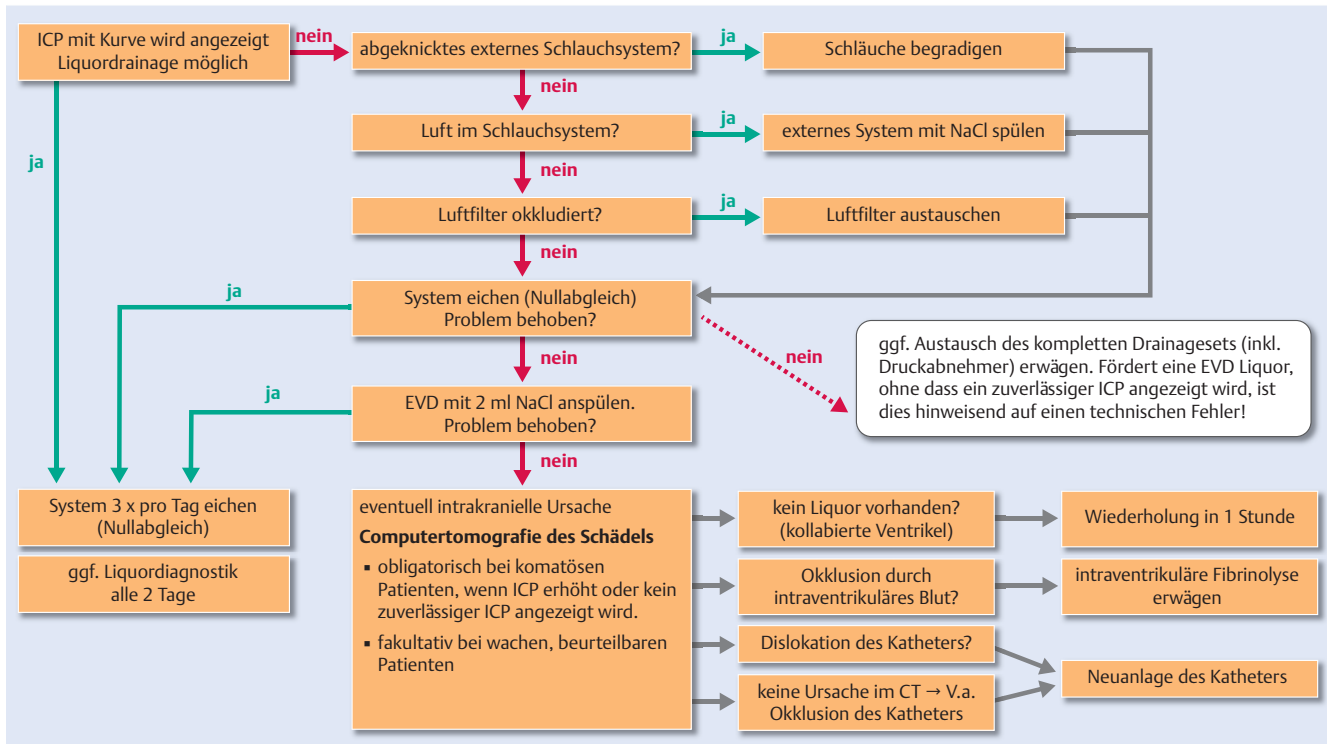 ICP mit Kurve wird angezeigt
Liquordrainage möglich
nein
abgeknicktes externes Schlauchsystem?
ja
Schläuche begradigen
nein
ja
Luft im Schlauchsystem?
ja
externes System mit NaCl spülen
nein
Luftfilter okkludiert?
ja
Luftfilter austauschen
nein
ja
System eichen (Nullabgleich)
Problem behoben?
nein
nein
ggf. Austausch des kompletten Drainagesets (inkl.
Druckabnehmer) erwägen. Fördert eine EVD Liquor,
ohne dass ein zuverlässiger ICP angezeigt wird, ist
dies hinweisend auf einen technischen Fehler!
ja
EVD mit 2 ml NaCl anspülen.
Problem behoben?
nein
System 3 x pro Tag eichen
(Nullabgleich)
ggf. Liquordiagnostik
alle 2 Tage
eventuell intrakranielle Ursache
Computertomografie des Schädels
▪ obligatorisch bei komatösen
Patienten, wenn ICP erhöht oder kein
zuverlässiger ICP angezeigt wird.
▪ fakultativ bei wachen, beurteilbaren
Patienten
kein Liquor vorhanden?
(kollabierte Ventrikel)
Wiederholung in 1 Stunde
Okklusion durch
intraventrikuläres Blut?
intraventrikuläre Fibrinolyse
erwägen
Dislokation des Katheters?
keine Ursache im CT → V.a.
Okklusion des Katheters
Neuanlage des Katheters